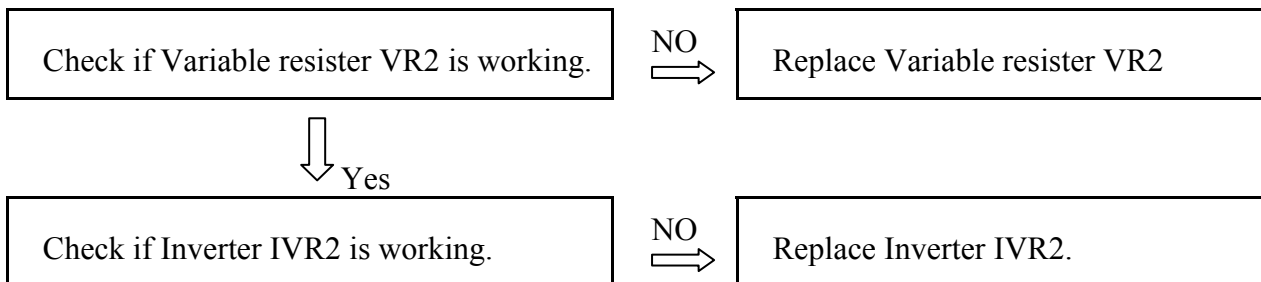 Check if Variable resister VR2 is working.
NO
Replace Variable resister VR2
Yes
Check if Inverter IVR2 is working.
NO
Replace Inverter IVR2.